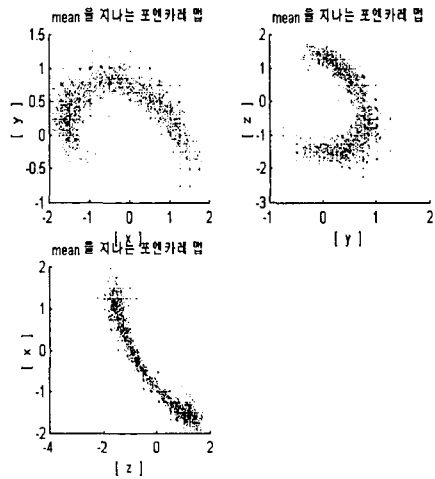 mean 을 지나는 포엔카레 맵
1.5
1
0.5
0
-0.5
-1
-2 -1 0 1 2
[ y ]
[ x ]
mean 을 지나는 포엔카레 맵
2
1
0
-1
-2
-3
-1 0 1 2
[ z ]
[ y ]
mean 을 지나는 포엔카레 맵
2
1
0
-1
-2
-4 -2 0 2
[ x ]
[ z ]